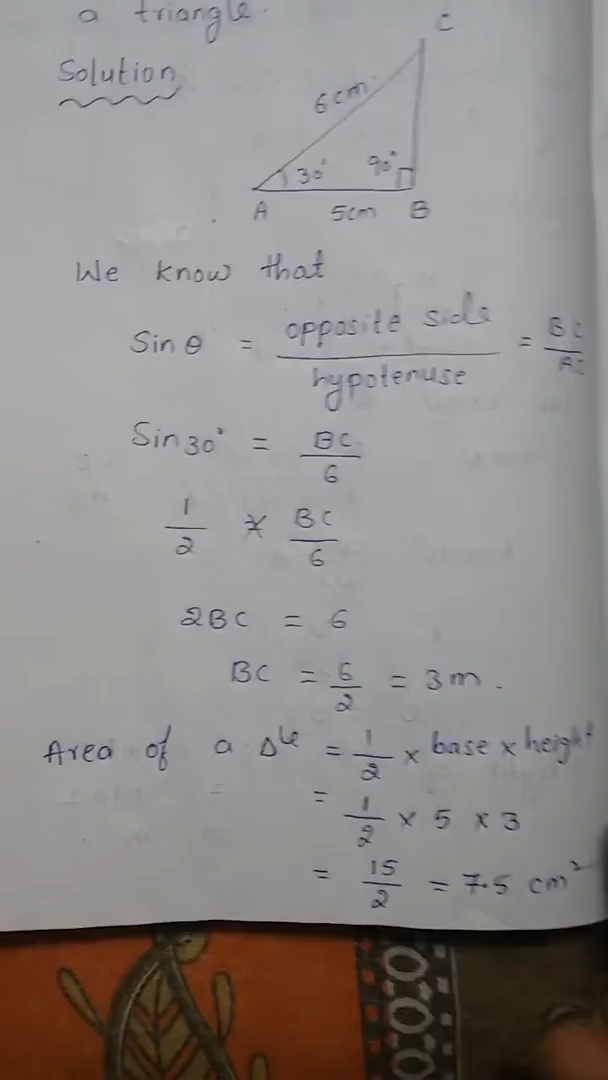 a triangle.
Solution
C
6cm
30°
90°
A
5cm
B
We know that
Sin θ = opposite side / hypotenuse = BC / AC
Sin 30° = BC / 6
1 / 2 × BC / 6
2BC = 6
BC = 6 / 2 = 3m.
Area of a Δle = 1 / 2 × base × height
= 1 / 2 × 5 × 3
= 15 / 2 = 7.5 cm²